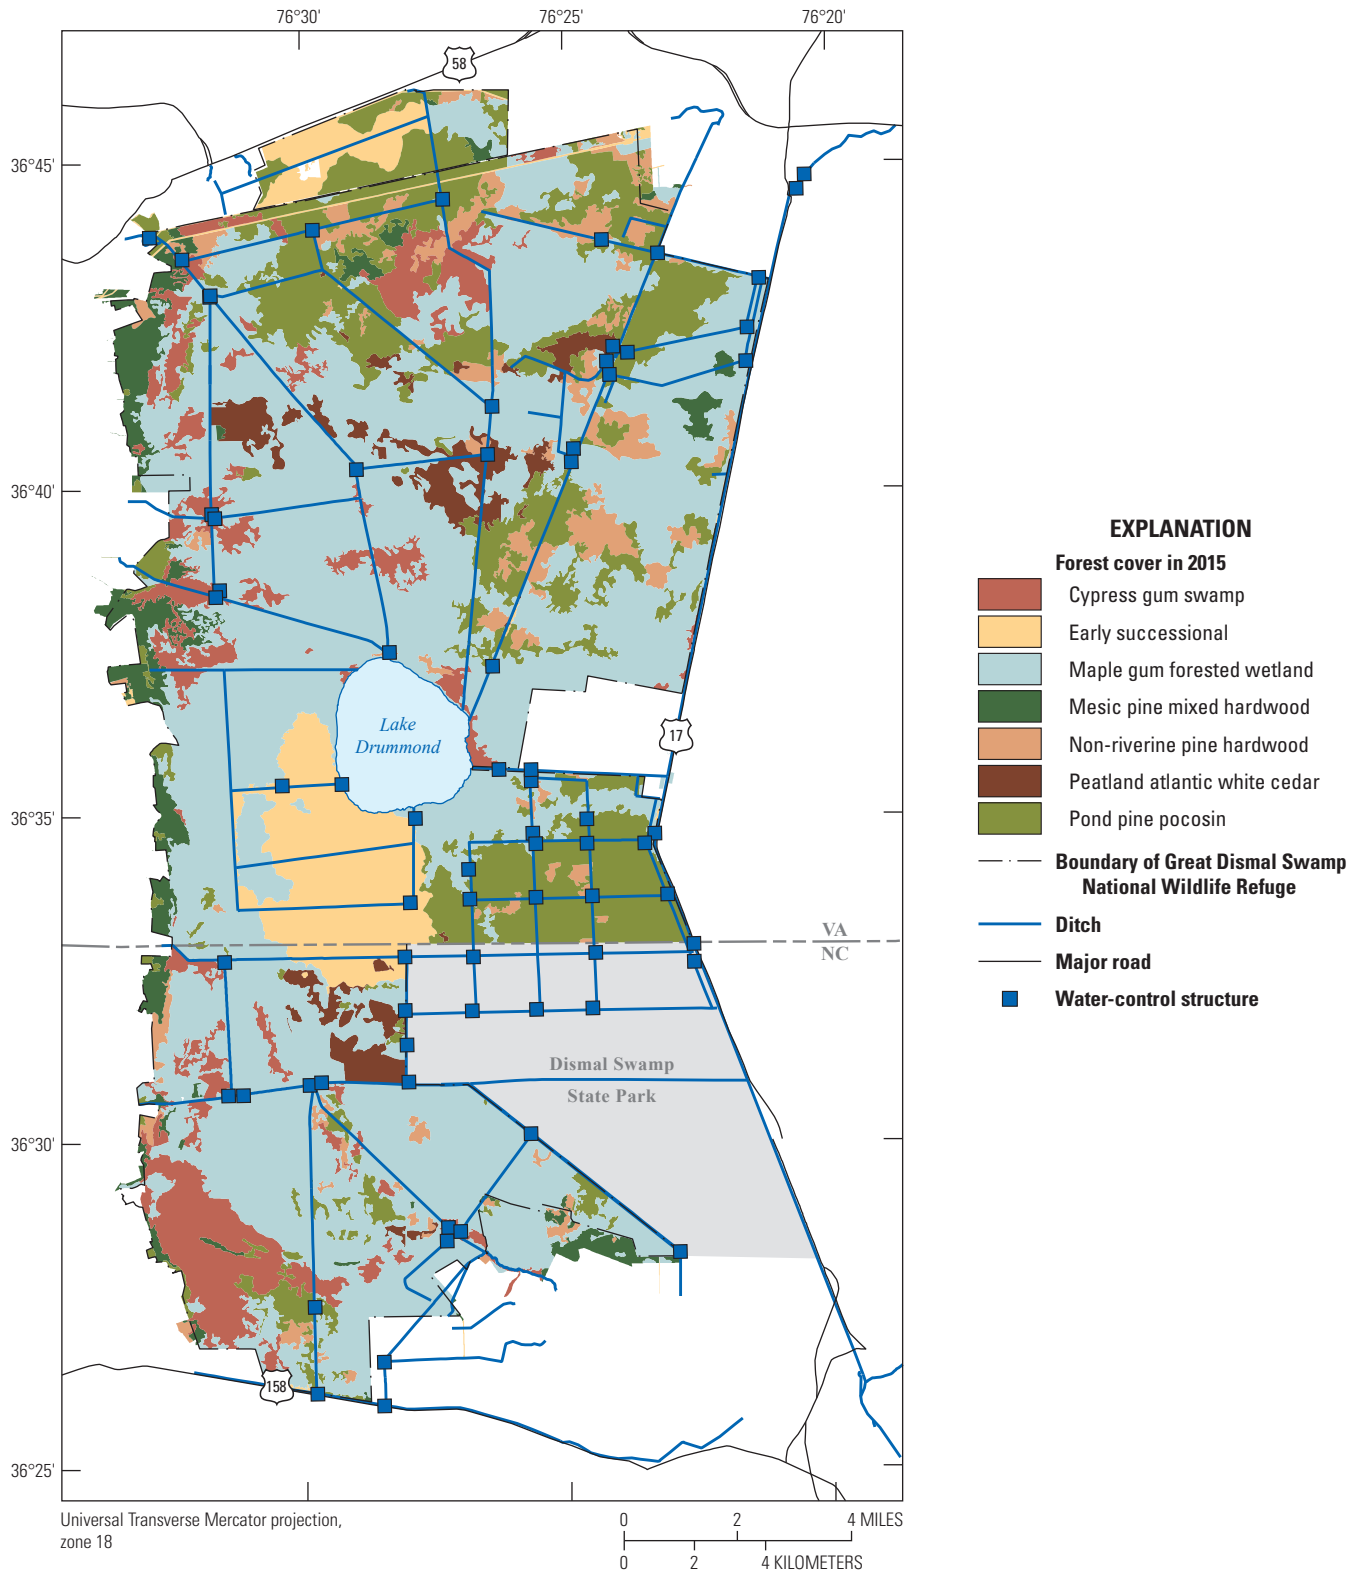 76°30'
76°25'
76°20'
58
36°45'
36°40'
36°35'
36°30'
36°25'
Lake
Drummond
17
VA
NC
Dismal Swamp
State Park
158
EXPLANATION
Forest cover in 2015
Cypress gum swamp
Early successional
Maple gum forested wetland
Mesic pine mixed hardwood
Non-riverine pine hardwood
Peatland atlantic white cedar
Pond pine pocosin
Boundary of Great Dismal Swamp
National Wildlife Refuge
Ditch
Major road
Water-control structure
Universal Transverse Mercator projection,
zone 18
0 2 4 MILES
0 2 4 KILOMETERS